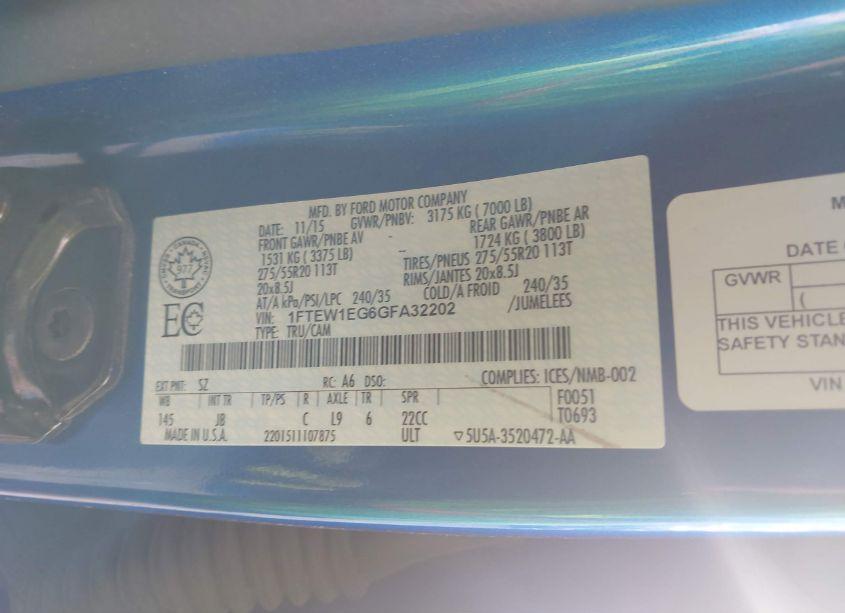 MFD. BY FORD MOTOR COMPANY
DATE: 11/15 GVWR/PNBV: 3175 KG ( 7000 LB)
FRONT GAWR/PNBE AV - REAR GAWR/PNBE AR
1531 KG ( 3375 LB) -- 1724 KG ( 3800 LB)
275/55R20 113T TIRES/PNEUS 275/55R20 113T
20x8.5J RIMS/JANTES 20x8.5J
AT/A kPa/PSI/LPC 240/35 COLD/A FROID 240/35
VIN: 1FTEW1EG6GFA32202 /JUMELEES
TYPE: TRU/CAM
CANADA
977
EC
EXT PNT: SZ RC: A6 DSO: COMPLIES: ICES/NMB-002
WB INT TR TP/PS R AXLE TR SPR F0051
145 JB C L9 6 22CC T0693
MADE IN U.S.A. 2201511107875 ULT ▽5U5A-3520472-AA
M
DATE
GVWR
(
THIS VEHICLE
SAFETY STAN
VIN